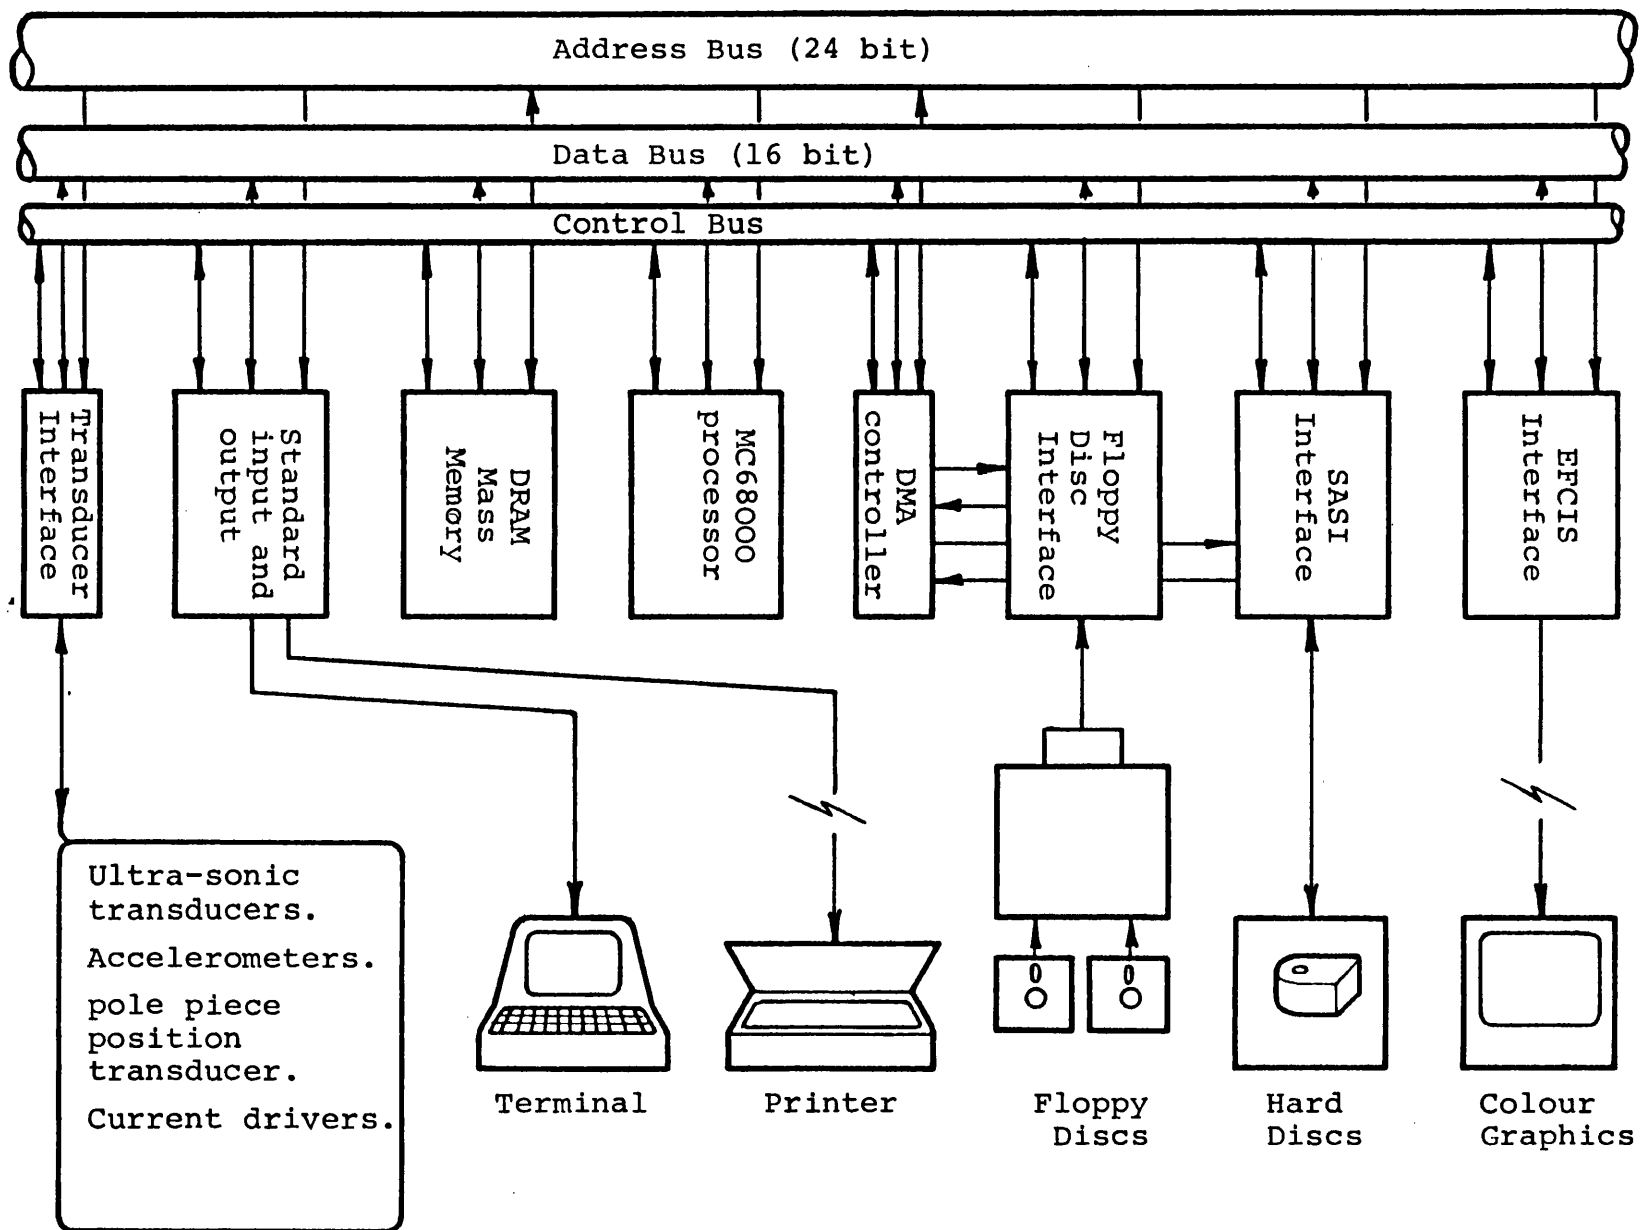 Address Bus (24 bit)
Data Bus (16 bit)
Control Bus
Transducer
Interface
Standard
input and
output
DRAM
Mass
Memory
MC68000
processor
DMA
controller
Floppy
Disc
Interface
SASI
Interface
EFCIS
Interface
Ultra-sonic
transducers.
Accelerometers.
pole piece
position
transducer.
Current drivers.
Terminal
Printer
Floppy
Discs
Hard
Discs
Colour
Graphics